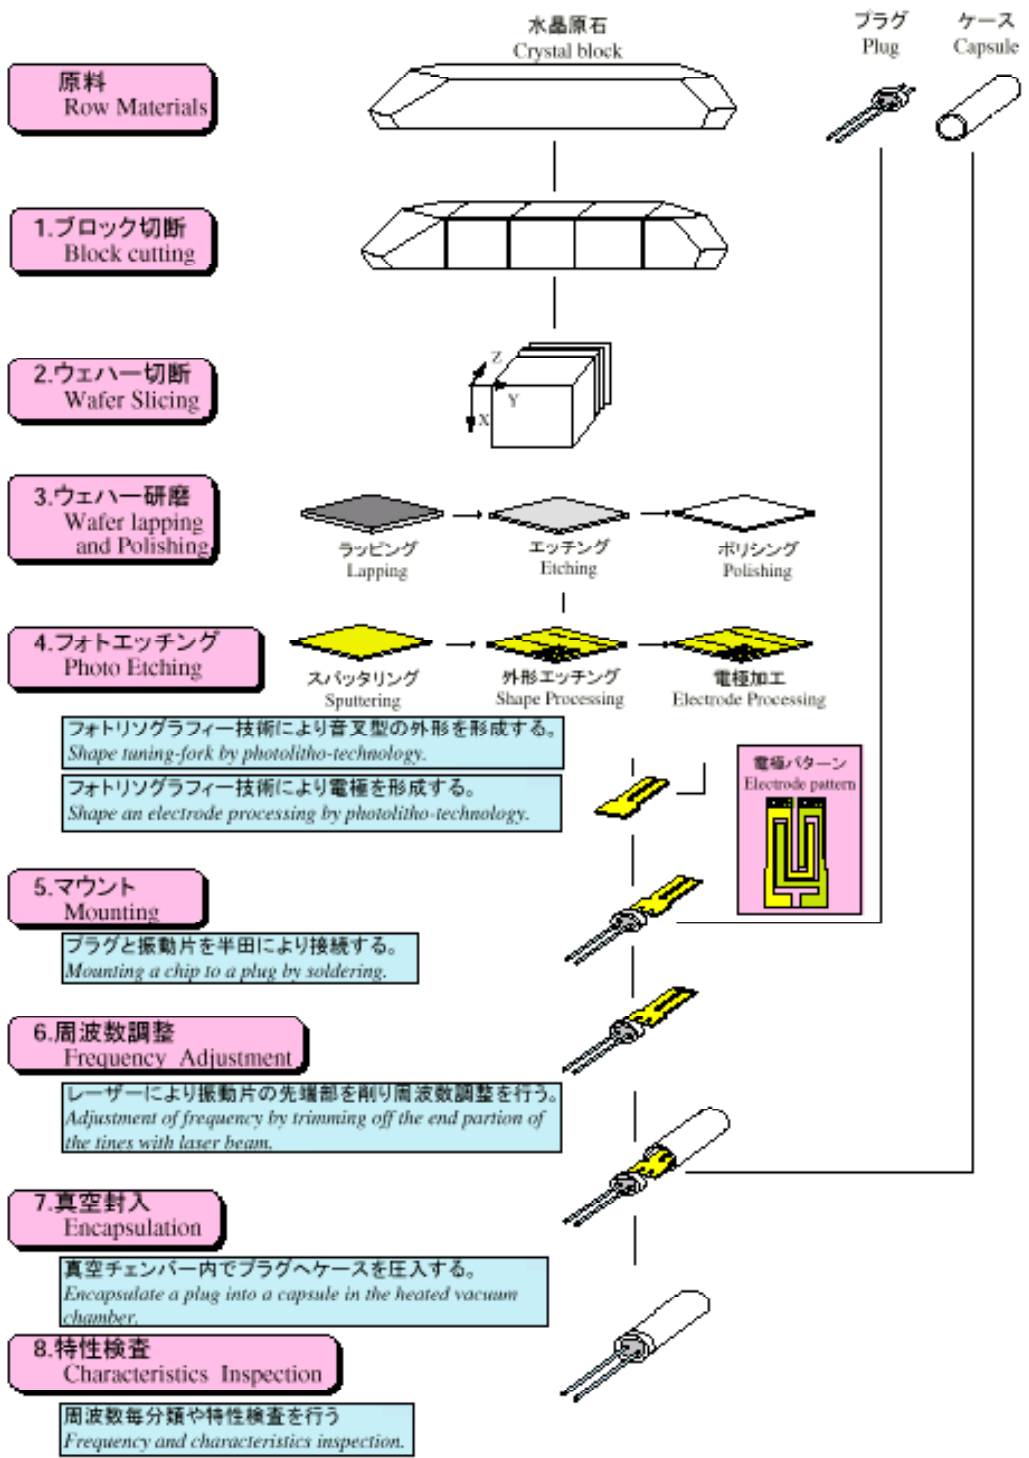 水晶原石
Crystal block
プラグ
Plug
ケース
Capsule
原料
Row Materials
1.ブロック切断
Block cutting
2.ウェハー切断
Wafer Slicing
Z
Y
X
3.ウェハー研磨
Wafer lapping
and Polishing
ラッピング
Lapping
エッチング
Etching
ポリシング
Polishing
4.フォトエッチング
Photo Etching
スパッタリング
Sputtering
外形エッチング
Shape Processing
電極加工
Electrode Processing
フォトリソグラフィー技術により音叉型の外形を形成する。
Shape tuning-fork by photolitho-technology.
フォトリソグラフィー技術により電極を形成する。
Shape an electrode processing by photolitho-technology.
電極パターン
Electrode pattern
5.マウント
Mounting
プラグと振動片を半田により接続する。
Mounting a chip to a plug by soldering.
6.周波数調整
Frequency Adjustment
レーザーにより振動片の先端部を削り周波数調整を行う。
Adjustment of frequency by trimming off the end partion of
the tines with laser beam.
7.真空封入
Encapsulation
真空チェンバー内でプラグへケースを圧入する。
Encapsulate a plug into a capsule in the heated vacuum
chamber.
8.特性検査
Characteristics Inspection
周波数毎分類や特性検査を行う
Frequency and characteristics inspection.